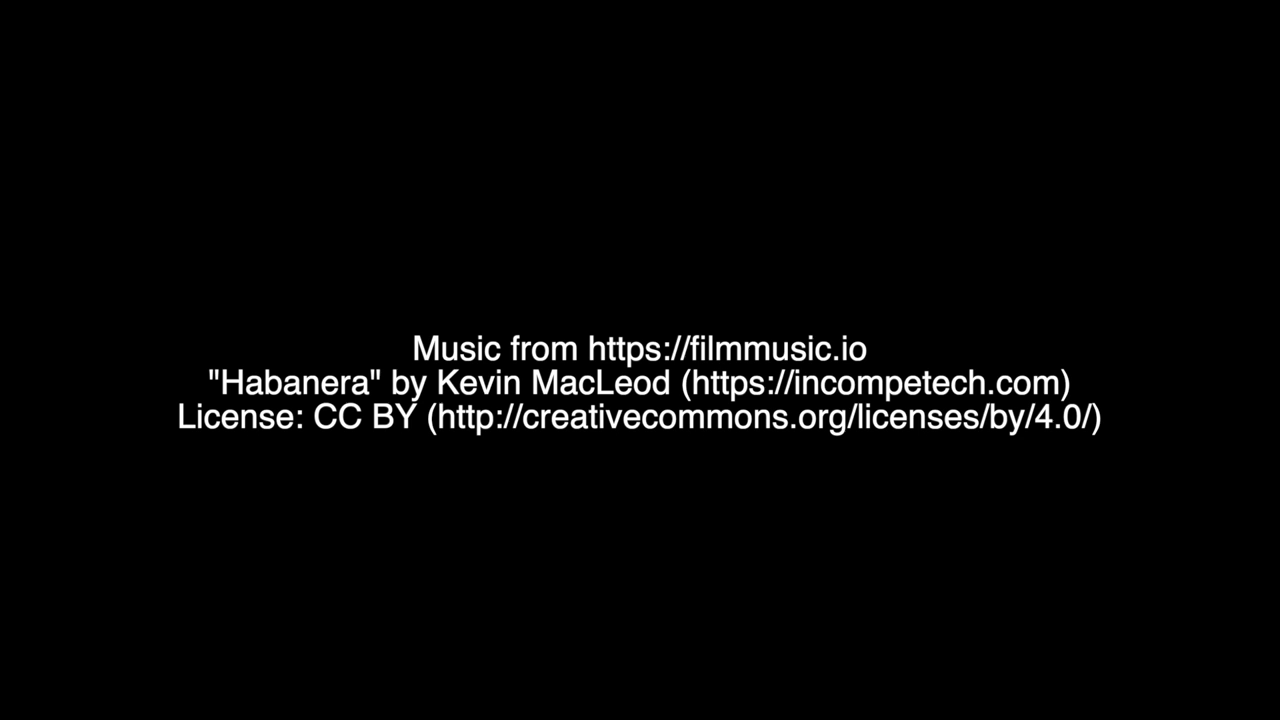 Music from https://filmmusic.io
"Habanera" by Kevin MacLeod (https://incompetech.com)
License: CC BY (http://creativecommons.org/licenses/by/4.0/)